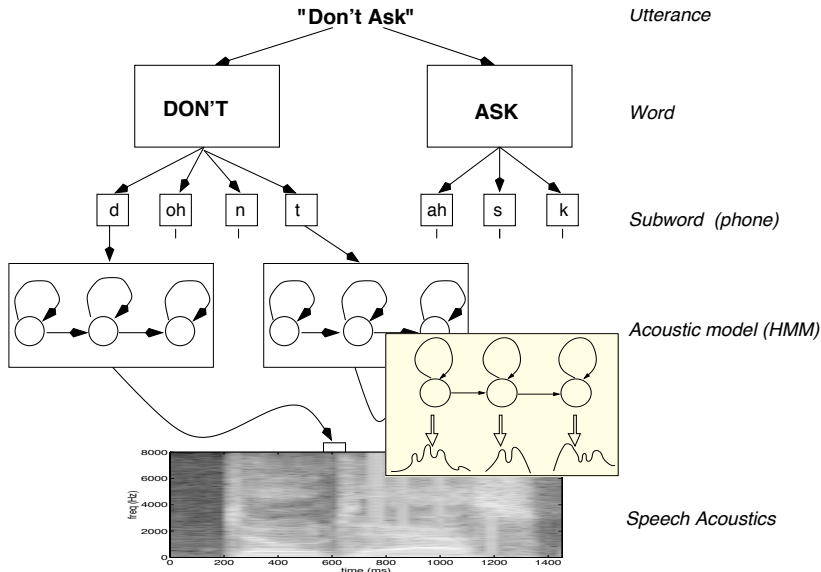 "Don't Ask" Utterance
DON'T ASK Word
d oh n t ah s k Subword (phone)
Acoustic model (HMM)
8000
6000
4000
2000
0
freq (Hz)
Speech Acoustics
0 200 400 600 800 1000 1200 1400
time (ms)